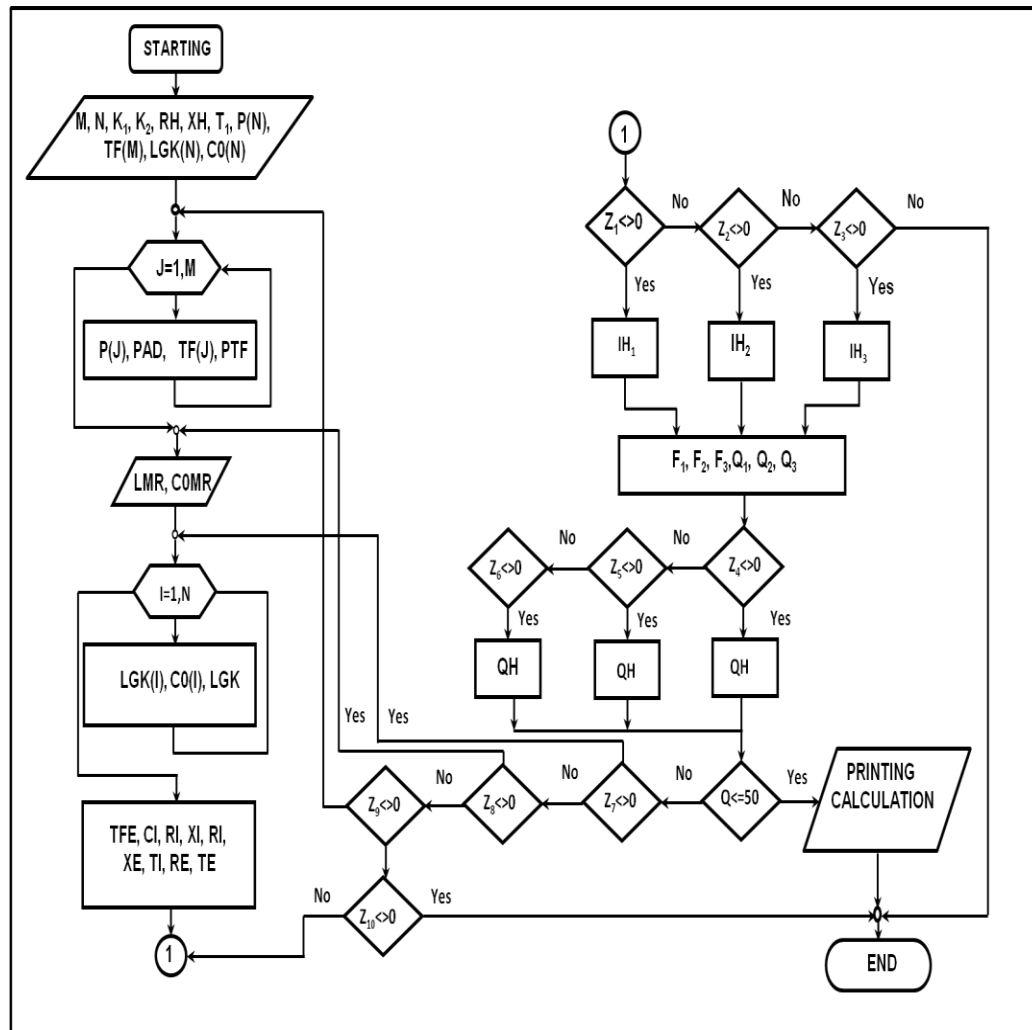 STARTING
M, N, K₁, K₂, RH, XH, T₁, P(N),
TF(M), LGK(N), C0(N)
J=1,M
P(J), PAD, TF(J), PTF
LMR, C0MR
I=1,N
LGK(I), C0(I), LGK
TFE, CI, RI, XI, RI,
XE, TI, RE, TE
1
1
Z₁<>0
No
Z₂<>0
No
Z₃<>0
No
Yes
Yes
Yes
IH₁
IH₂
IH₃
F₁, F₂, F₃,Q₁, Q₂, Q₃
Z₆<>0
No
Z₅<>0
No
Z₄<>0
Yes
Yes
Yes
QH
QH
QH
Yes
Yes
Z₉<>0
No
Z₈<>0
No
Z₇<>0
No
Q<=50
Yes
PRINTING
CALCULATION
No
Z₁₀<>0
Yes
END